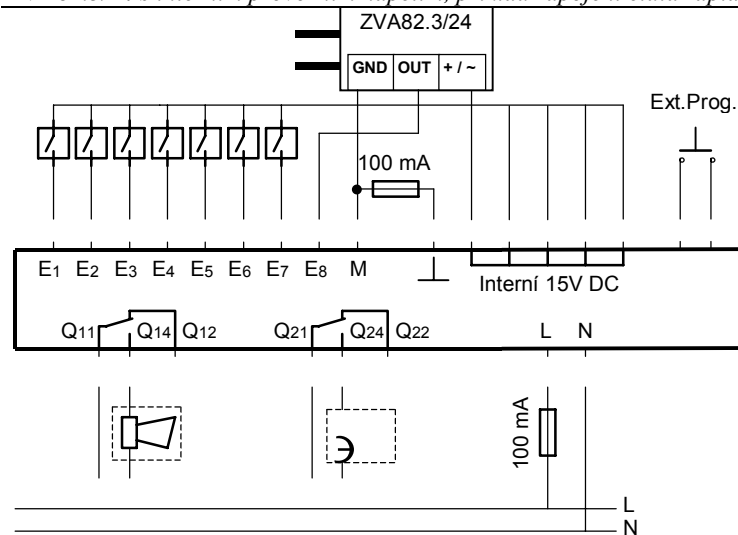 ZVA82.3/24
GND OUT + / ~
Ext.Prog.
100 mA
E1 E2 E3 E4 E5 E6 E7 E8 M
Interní 15V DC
Q11 Q14 Q12 Q21 Q24 Q22 L N
100 mA
L
N